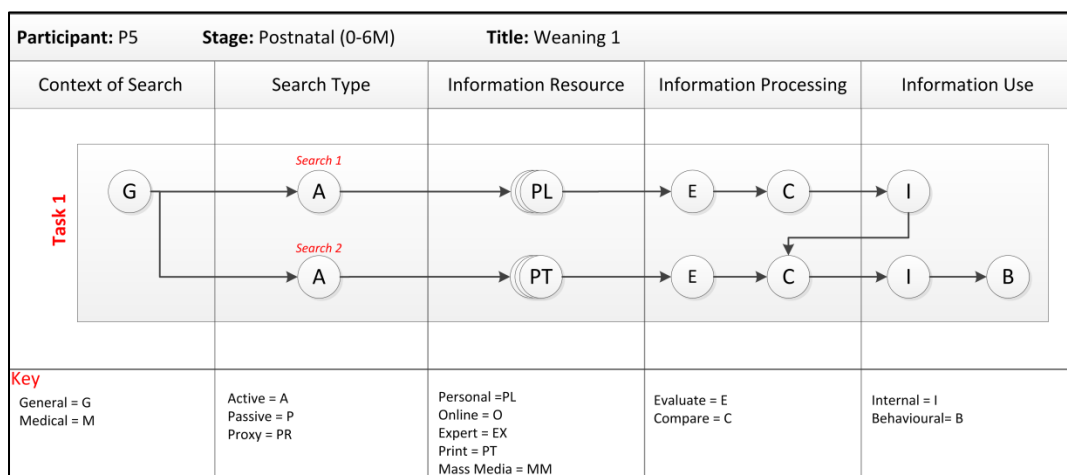 Participant: P5 Stage: Postnatal (0-6M) Title: Weaning 1
Context of Search Search Type Information Resource Information Processing Information Use
Task 1
Search 1
G A PL E C I
Search 2
A PT E C I B
Key
General = G
Medical = M
Active = A
Passive = P
Proxy = PR
Personal =PL
Online = O
Expert = EX
Print = PT
Mass Media = MM
Evaluate = E
Compare = C
Internal = I
Behavioural= B